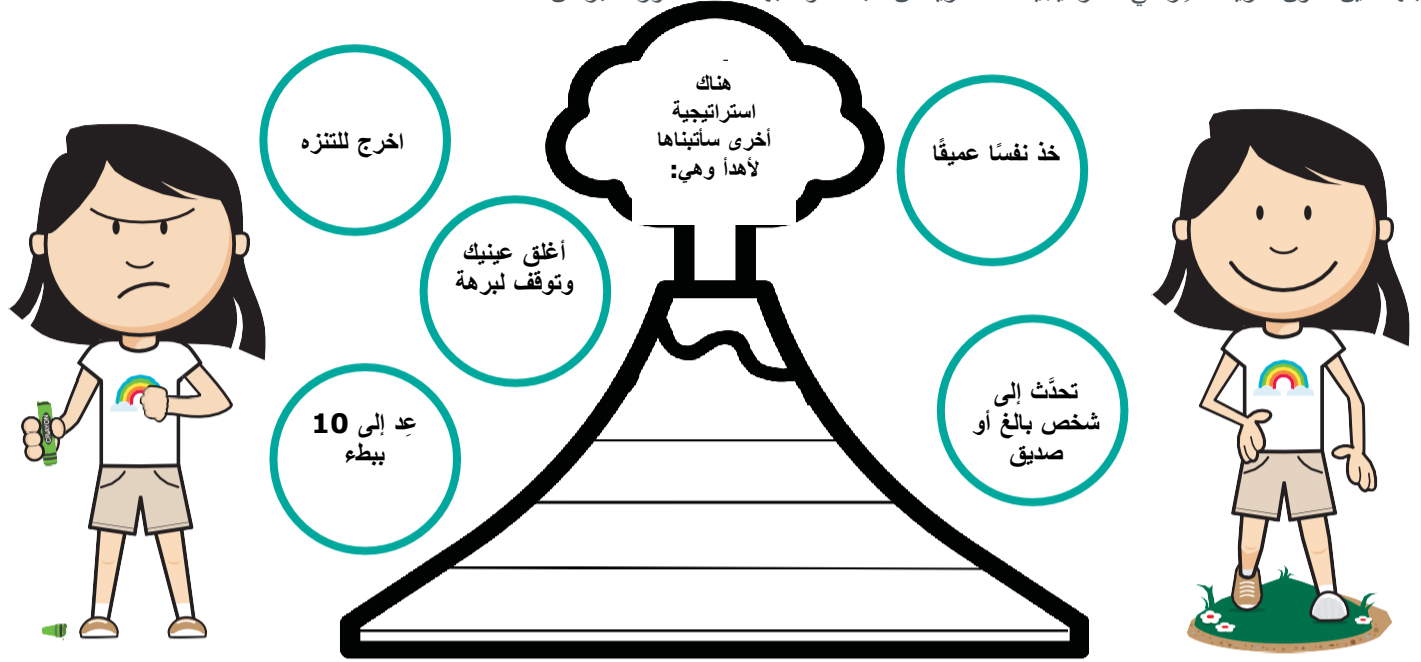 هناك
استراتيجية
أخرى سأتبناها
لأهدأ وهي:
خذ نفسًا عميقًا
اخرج للتنزه
أغلق عينيك
وتوقف لبرهة
تحدَّث إلى
شخص بالغ أو
صديق
عِد إلى 10
ببطء
CRAYON